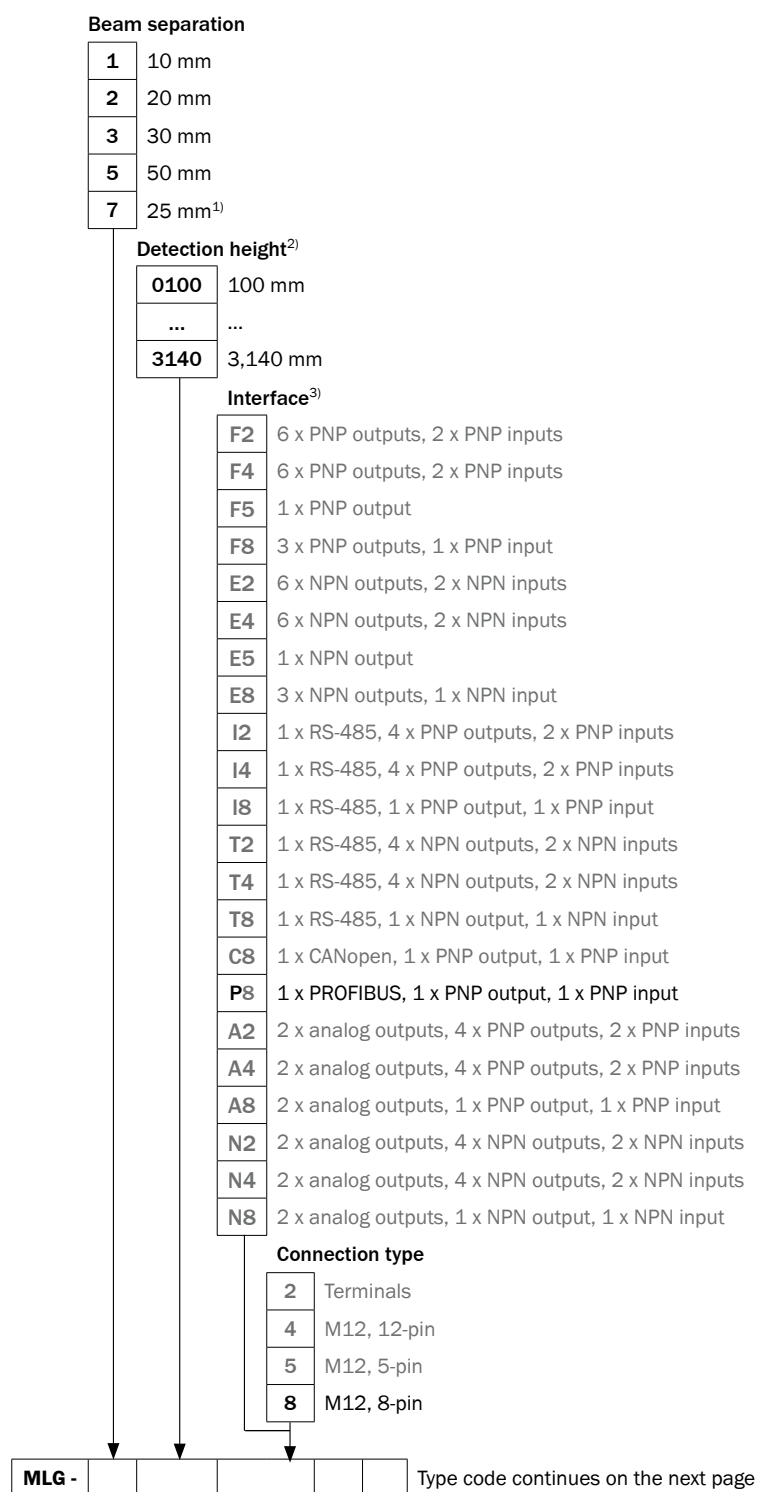 Beam separation
1 10 mm
2 20 mm
3 30 mm
5 50 mm
7 25 mm1)
Detection height2)
0100 100 mm
... ...
3140 3,140 mm
Interface3)
F2 6 x PNP outputs, 2 x PNP inputs
F4 6 x PNP outputs, 2 x PNP inputs
F5 1 x PNP output
F8 3 x PNP outputs, 1 x PNP input
E2 6 x NPN outputs, 2 x NPN inputs
E4 6 x NPN outputs, 2 x NPN inputs
E5 1 x NPN output
E8 3 x NPN outputs, 1 x NPN input
I2 1 x RS-485, 4 x PNP outputs, 2 x PNP inputs
I4 1 x RS-485, 4 x PNP outputs, 2 x PNP inputs
I8 1 x RS-485, 1 x PNP output, 1 x PNP input
T2 1 x RS-485, 4 x NPN outputs, 2 x NPN inputs
T4 1 x RS-485, 4 x NPN outputs, 2 x NPN inputs
T8 1 x RS-485, 1 x NPN output, 1 x NPN input
C8 1 x CANopen, 1 x PNP output, 1 x PNP input
P8 1 x PROFIBUS, 1 x PNP output, 1 x PNP input
A2 2 x analog outputs, 4 x PNP outputs, 2 x PNP inputs
A4 2 x analog outputs, 4 x PNP outputs, 2 x PNP inputs
A8 2 x analog outputs, 1 x PNP output, 1 x PNP input
N2 2 x analog outputs, 4 x NPN outputs, 2 x NPN inputs
N4 2 x analog outputs, 4 x NPN outputs, 2 x NPN inputs
N8 2 x analog outputs, 1 x NPN output, 1 x NPN input
Connection type
2 Terminals
4 M12, 12-pin
5 M12, 5-pin
8 M12, 8-pin
MLG - Type code continues on the next page